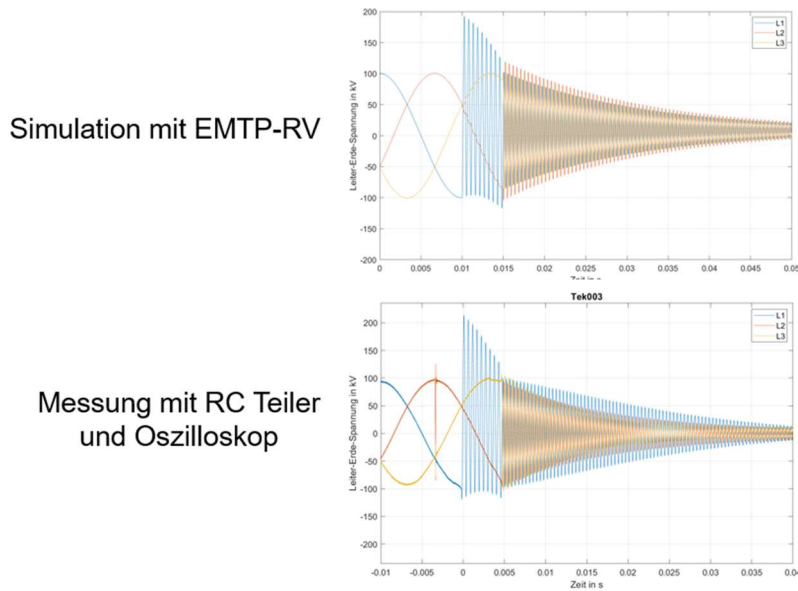 Simulation mit EMTP-RV
200
150
100
50
0
-50
-100
-150
-200
Leiter-Erde-Spannung in kV
L1
L2
L3
0 0.005 0.01 0.015 0.02 0.025 0.03 0.035 0.04 0.045 0.05
Zeit in s
Messung mit RC Teiler
und Oszilloskop
Tek003
200
150
100
50
0
-50
-100
-150
-200
Leiter-Erde-Spannung in kV
L1
L2
L3
-0.01 -0.005 0 0.005 0.01 0.015 0.02 0.025 0.03 0.035 0.04
Zeit in s